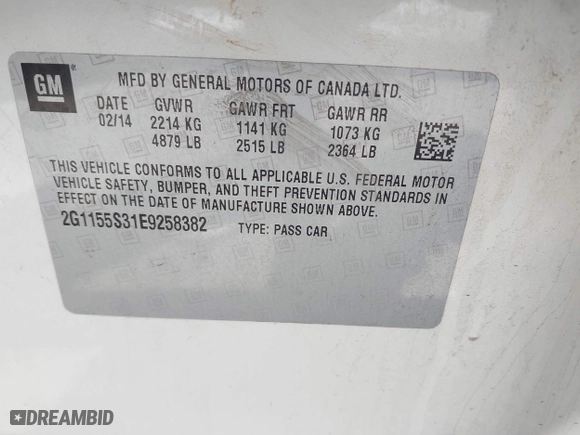 GM ®
MFD BY GENERAL MOTORS OF CANADA LTD.
DATE GVWR GAWR FRT GAWR RR
02/14 2214 KG 1141 KG 1073 KG
4879 LB 2515 LB 2364 LB
THIS VEHICLE CONFORMS TO ALL APPLICABLE U.S. FEDERAL MOTOR
VEHICLE SAFETY, BUMPER, AND THEFT PREVENTION STANDARDS IN
EFFECT ON THE DATE OF MANUFACTURE SHOWN ABOVE.
2G1155S31E9258382 TYPE: PASS CAR
DREAMBID